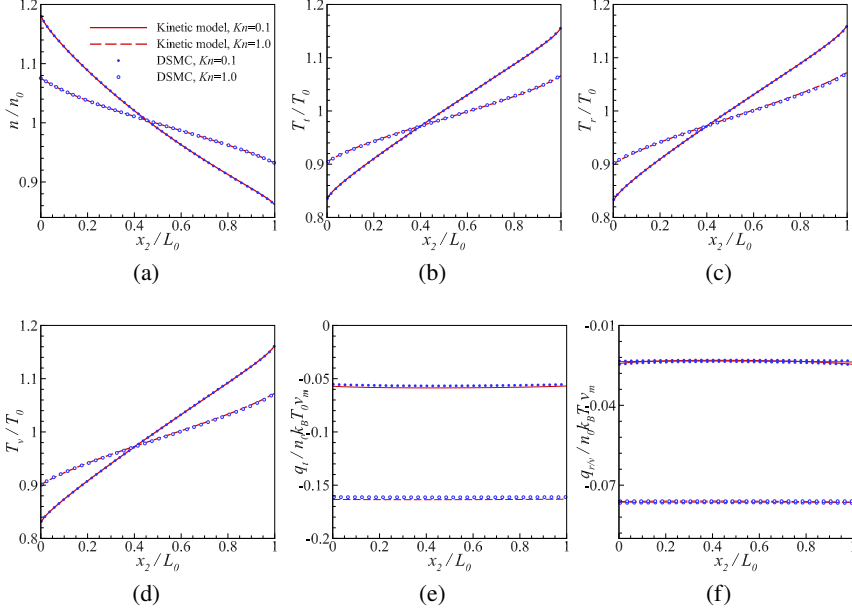 1.2
1.1
1
0.9
n / n0
Kinetic model, Kn=0.1
Kinetic model, Kn=1.0
DSMC, Kn=0.1
DSMC, Kn=1.0
0 0.2 0.4 0.6 0.8 1
x2 / L0
(a)
1.2
1.1
1
0.9
0.8
Tt / T0
0 0.2 0.4 0.6 0.8 1
x2 / L0
(b)
1.2
1.1
1
0.9
0.8
Tr / T0
0 0.2 0.4 0.6 0.8 1
x2 / L0
(c)
1.2
1.1
1
0.9
0.8
Tv / T0
0 0.2 0.4 0.6 0.8 1
x2 / L0
(d)
0
-0.05
-0.1
-0.15
-0.2
qt / n0kBT0vm
0 0.2 0.4 0.6 0.8 1
x2 / L0
(e)
-0.01
-0.04
-0.07
qr/v / n0kBT0vm
0 0.2 0.4 0.6 0.8 1
x2 / L0
(f)